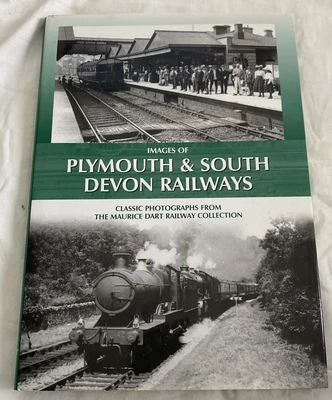 IMAGES OF
PLYMOUTH & SOUTH
DEVON RAILWAYS
CLASSIC PHOTOGRAPHS FROM
THE MAURICE DART RAILWAY COLLECTION